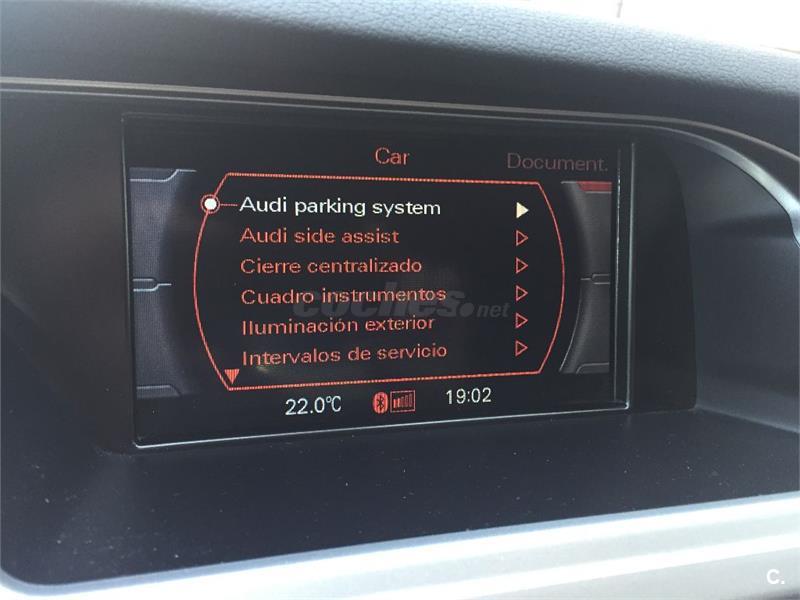 Car
Document.
Audi parking system
Audi side assist
Cierre centralizado
Cuadro instrumentos
Iluminación exterior
Intervalos de servicio
coches.net
22.0°C
19:02
C.